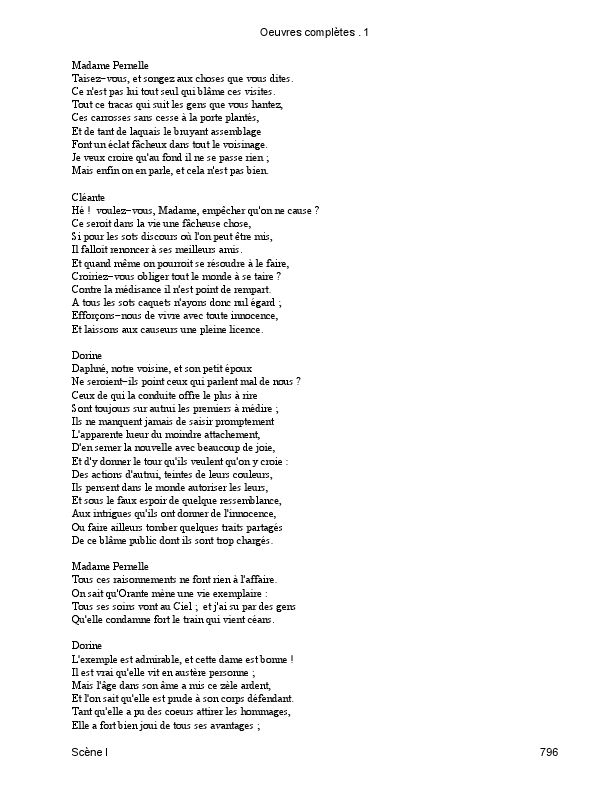 Oeuvres complètes . 1
Madame Pernelle
Taisez−vous, et songez aux choses que vous dites.
Ce n'est pas lui tout seul qui blâme ces visites.
Tout ce tracas qui suit les gens que vous hantez,
Ces carrosses sans cesse à la porte plantés,
Et de tant de laquais le bruyant assemblage
Font un éclat fâcheux dans tout le voisinage.
Je veux croire qu'au fond il ne se passe rien ;
Mais enfin on en parle, et cela n'est pas bien.
Cléante
Hé ! voulez−vous, Madame, empêcher qu'on ne cause ?
Ce seroit dans la vie une fâcheuse chose,
Si pour les sots discours où l'on peut être mis,
Il falloit renoncer à ses meilleurs amis.
Et quand même on pourroit se résoudre à le faire,
Croiriez−vous obliger tout le monde à se taire ?
Contre la médisance il n'est point de rempart.
A tous les sots caquets n'ayons donc nul égard ;
Efforçons−nous de vivre avec toute innocence,
Et laissons aux causeurs une pleine licence.
Dorine
Daphné, notre voisine, et son petit époux
Ne seroient−ils point ceux qui parlent mal de nous ?
Ceux de qui la conduite offre le plus à rire
Sont toujours sur autrui les premiers à médire ;
Ils ne manquent jamais de saisir promptement
L'apparente lueur du moindre attachement,
D'en semer la nouvelle avec beaucoup de joie,
Et d'y donner le tour qu'ils veulent qu'on y croie :
Des actions d'autrui, teintes de leurs couleurs,
Ils pensent dans le monde autoriser les leurs,
Et sous le faux espoir de quelque ressemblance,
Aux intrigues qu'ils ont donner de l'innocence,
Ou faire ailleurs tomber quelques traits partagés
De ce blâme public dont ils sont trop chargés.
Madame Pernelle
Tous ces raisonnements ne font rien à l'affaire.
On sait qu'Orante mène une vie exemplaire :
Tous ses soins vont au Ciel ; et j'ai su par des gens
Qu'elle condamne fort le train qui vient céans.
Dorine
L'exemple est admirable, et cette dame est bonne !
Il est vrai qu'elle vit en austère personne ;
Mais l'âge dans son âme a mis ce zèle ardent,
Et l'on sait qu'elle est prude à son corps défendant.
Tant qu'elle a pu des coeurs attirer les hommages,
Elle a fort bien joui de tous ses avantages ;
Scène I 796